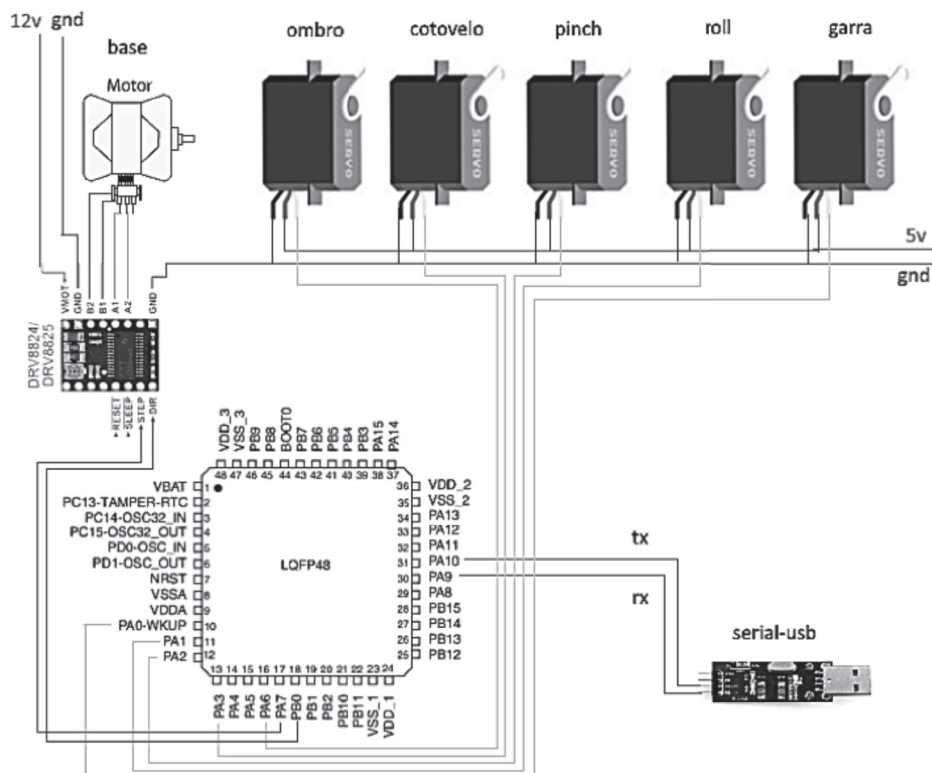 12v gnd
base
Motor
ombro
cotovelo
pinch
roll
garra
SERVO
SERVO
SERVO
SERVO
SERVO
5v
gnd
VMOT
GND
B2
B1
A1
A2
GND
DRV8824/
DRV8825
RESET
SLEEP
STEP
DIR
VDD_3
VSS_3
PB9
PB8
BOOT0
PB7
PB6
PB5
PB4
PB3
PA15
PA14
48 47 46 45 44 43 42 41 40 39 38 37
VBAT 1
PC13-TAMPER-RTC 2
PC14-OSC32_IN 3
PC15-OSC32_OUT 4
PD0-OSC_IN 5
PD1-OSC_OUT 6
NRST 7
VSSA 8
VDDA 9
PA0-WKUP 10
PA1 11
PA2 12
LQFP48
36 VDD_2
35 VSS_2
34 PA13
33 PA12
32 PA11
31 PA10
30 PA9
29 PA8
28 PB15
27 PB14
26 PB13
25 PB12
13 14 15 16 17 18 19 20 21 22 23 24
PA3
PA4
PA5
PA6
PA7
PB0
PB1
PB2
PB10
PB11
VSS_1
VDD_1
tx
rx
serial-usb